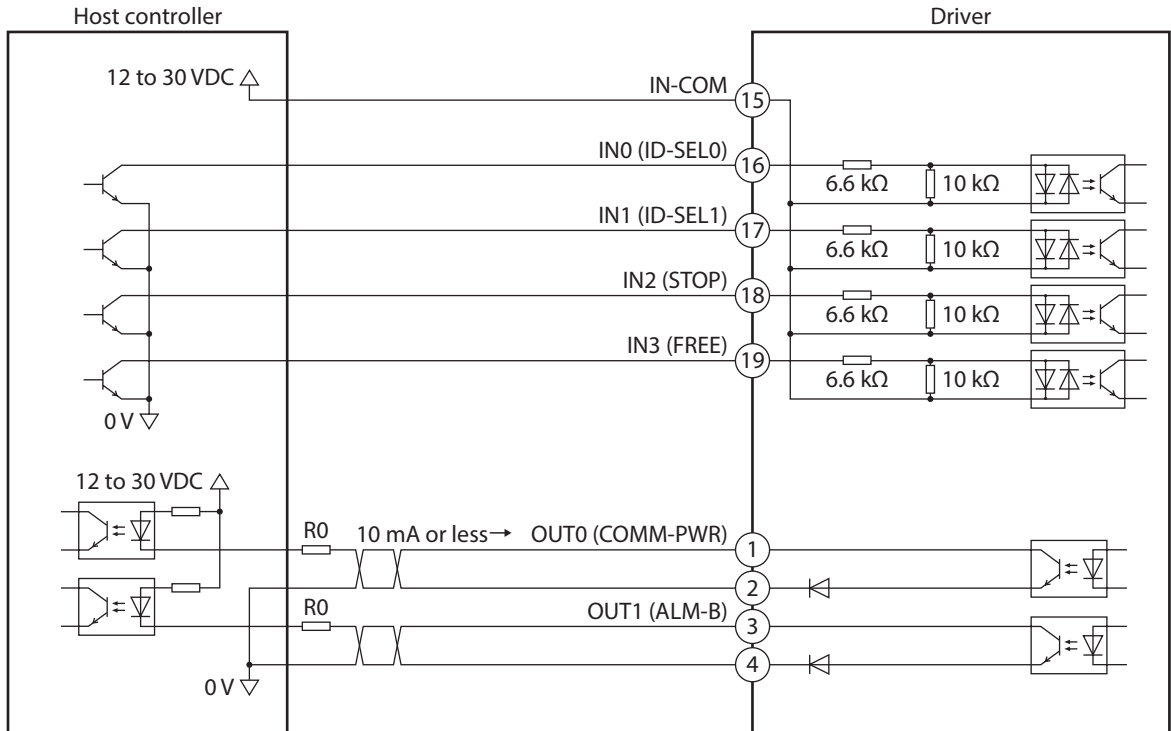 Host controller
Driver
12 to 30 VDC
IN-COM
15
IN0 (ID-SEL0)
16
6.6 kΩ
10 kΩ
IN1 (ID-SEL1)
17
6.6 kΩ
10 kΩ
IN2 (STOP)
18
6.6 kΩ
10 kΩ
IN3 (FREE)
19
6.6 kΩ
10 kΩ
0 V
12 to 30 VDC
R0
10 mA or less→
OUT0 (COMM-PWR)
1
2
R0
OUT1 (ALM-B)
3
4
0 V